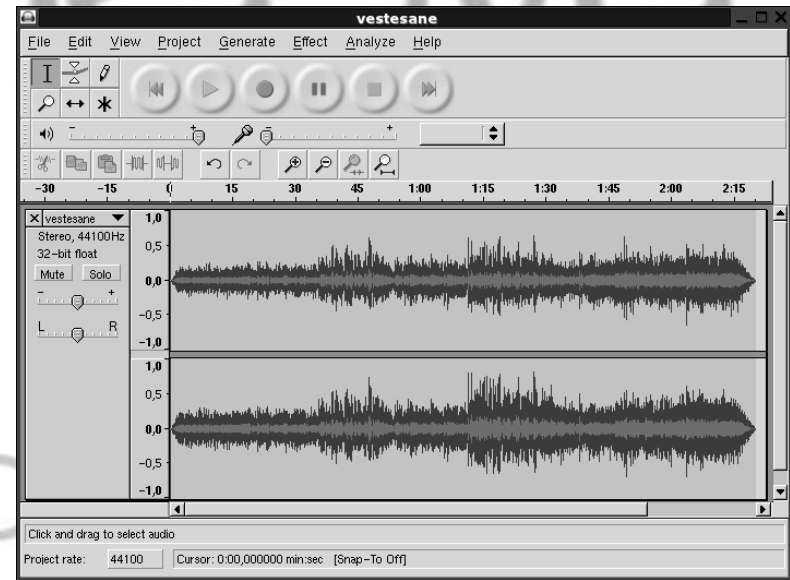 vestesane
File Edit View Project Generate Effect Analyze Help
-30 -15 0 15 30 45 1:00 1:15 1:30 1:45 2:00 2:15
vestesane
Stereo, 44100Hz
32-bit float
Mute Solo
- +
L R
1,0
0,5
0,0
-0,5
-1,0
1,0
0,5
0,0
-0,5
-1,0
Click and drag to select audio
Project rate: 44100 Cursor: 0:00,000000 min:sec [Snap-To Off]